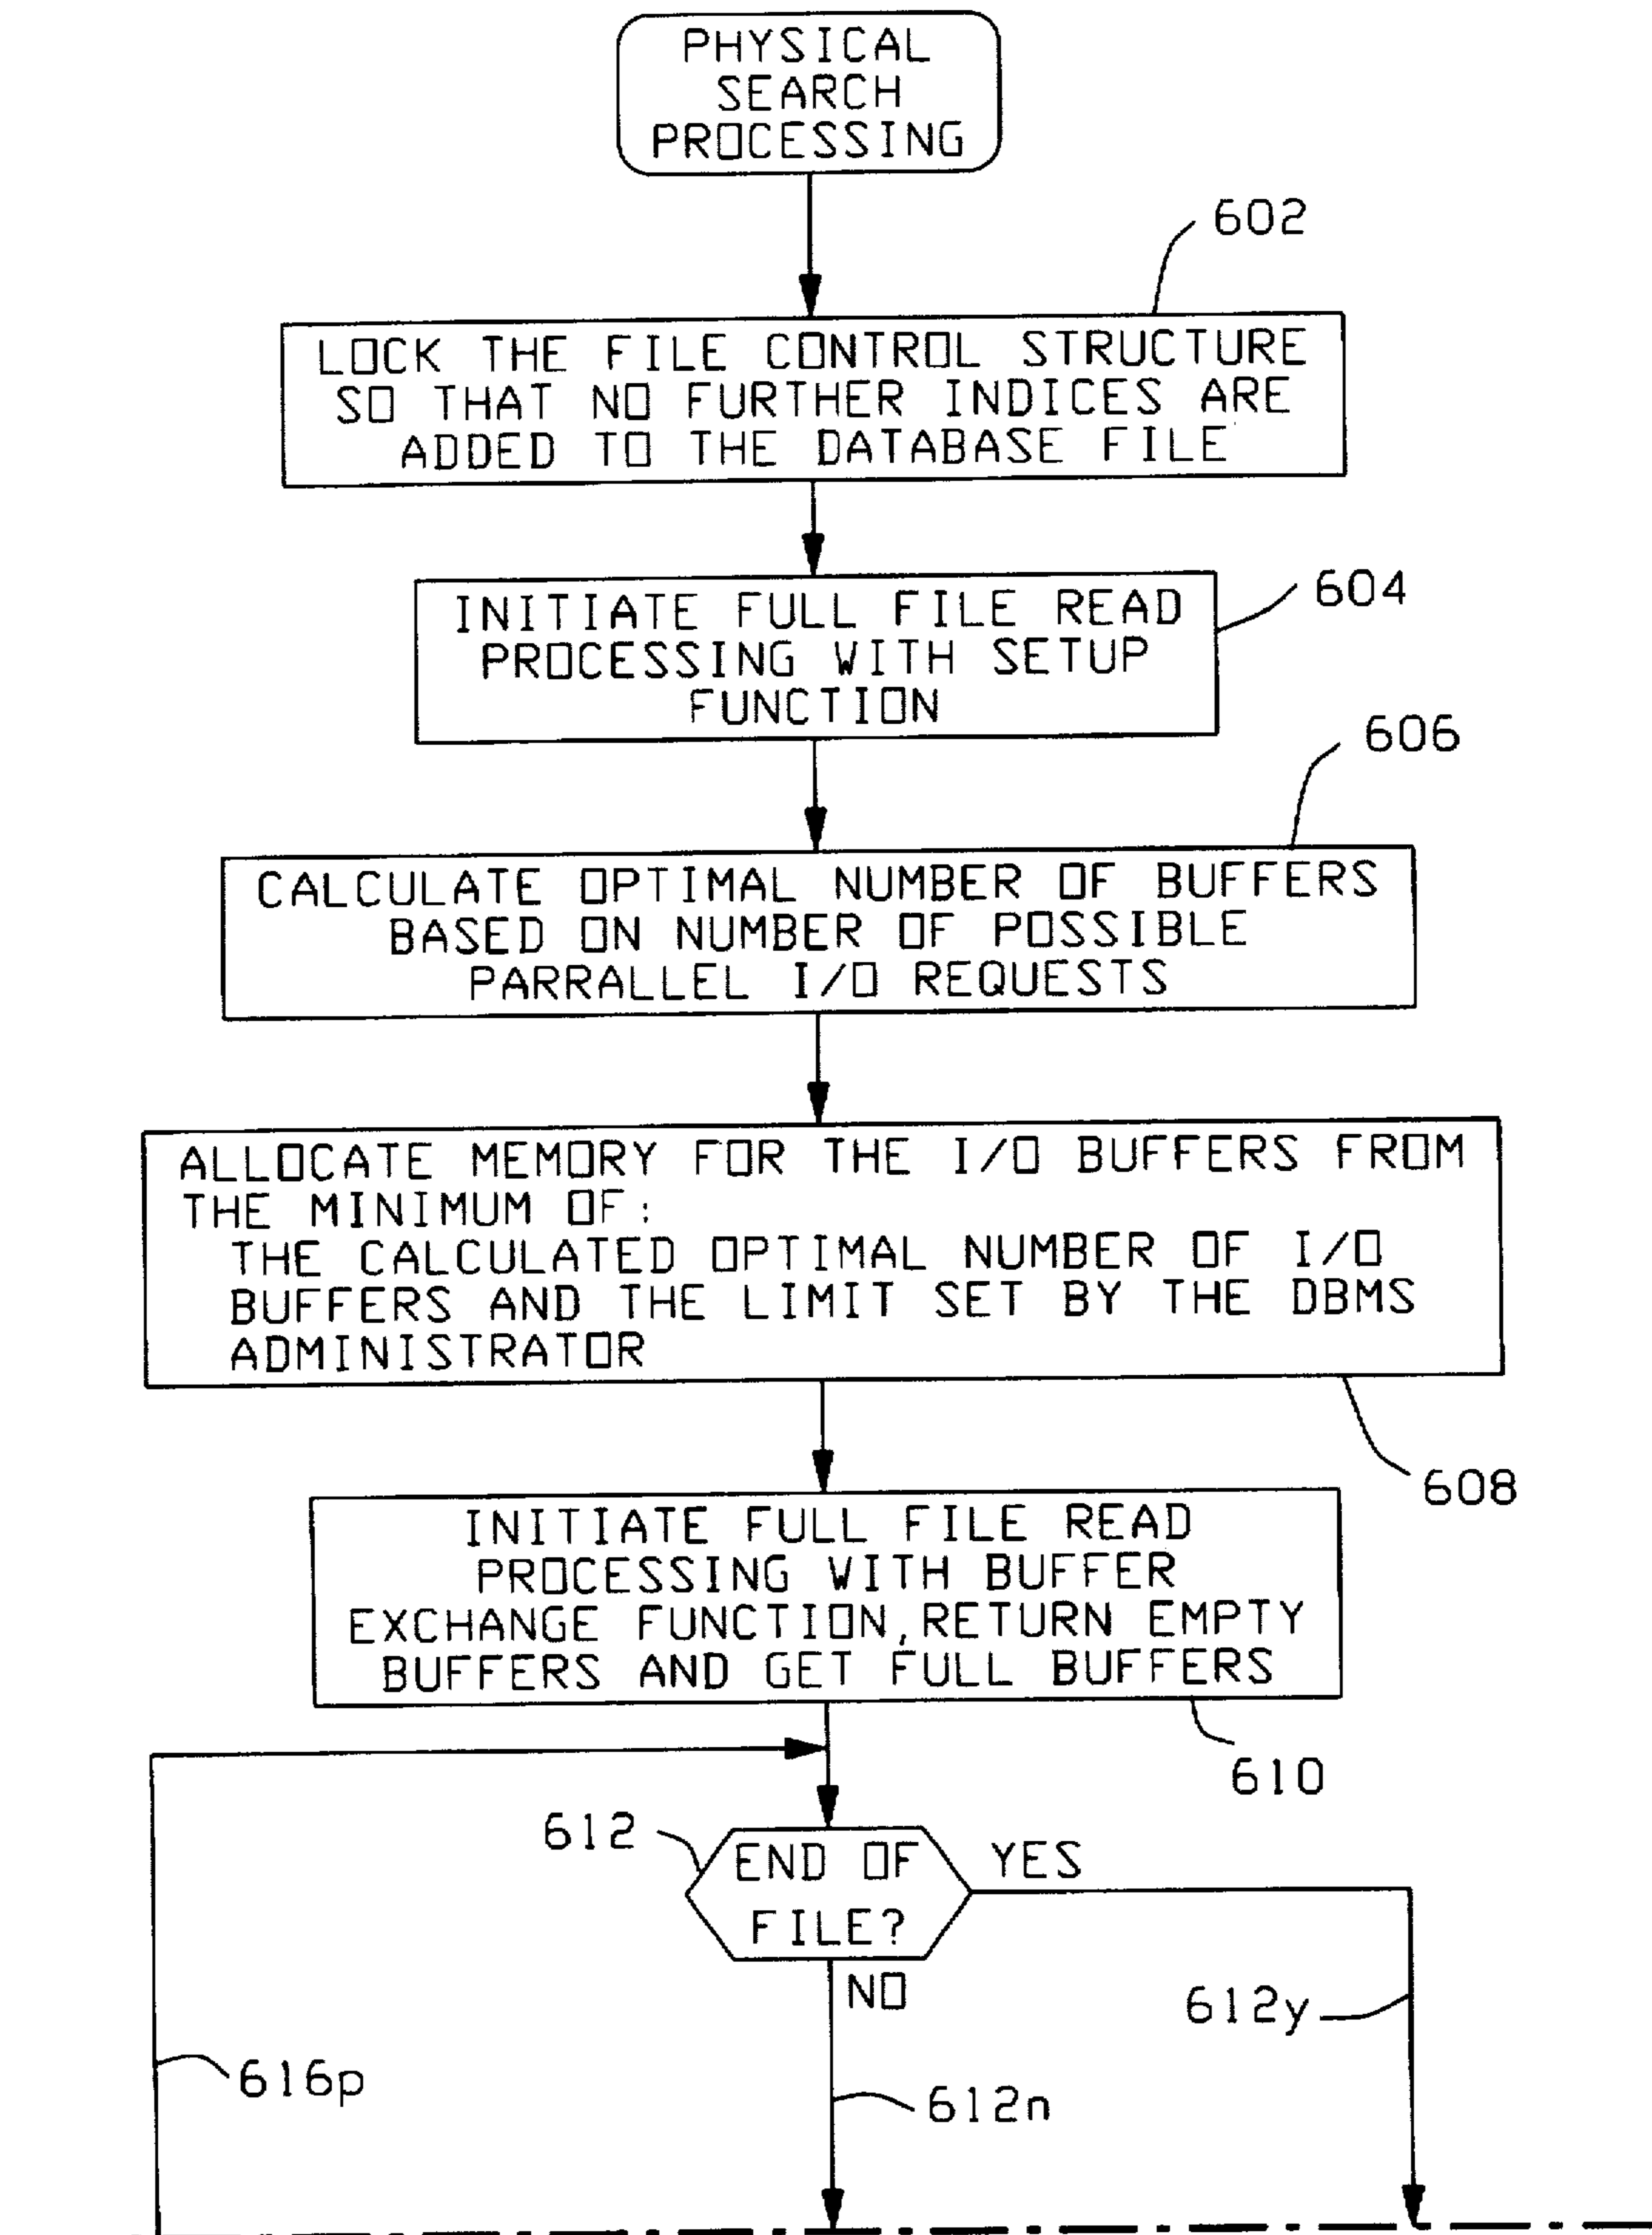 PHYSICAL
SEARCH
PROCESSING
602
LOCK THE FILE CONTROL STRUCTURE
SO THAT NO FURTHER INDICES ARE
ADDED TO THE DATABASE FILE
604
INITIATE FULL FILE READ
PROCESSING WITH SETUP
FUNCTION
606
CALCULATE OPTIMAL NUMBER OF BUFFERS
BASED ON NUMBER OF POSSIBLE
PARRALLEL I/O REQUESTS
ALLOCATE MEMORY FOR THE I/O BUFFERS FROM
THE MINIMUM OF:
THE CALCULATED OPTIMAL NUMBER OF I/O
BUFFERS AND THE LIMIT SET BY THE DBMS
ADMINISTRATOR
608
INITIATE FULL FILE READ
PROCESSING WITH BUFFER
EXCHANGE FUNCTION, RETURN EMPTY
BUFFERS AND GET FULL BUFFERS
610
612
END OF
FILE?
YES
NO
612y
616p
612n